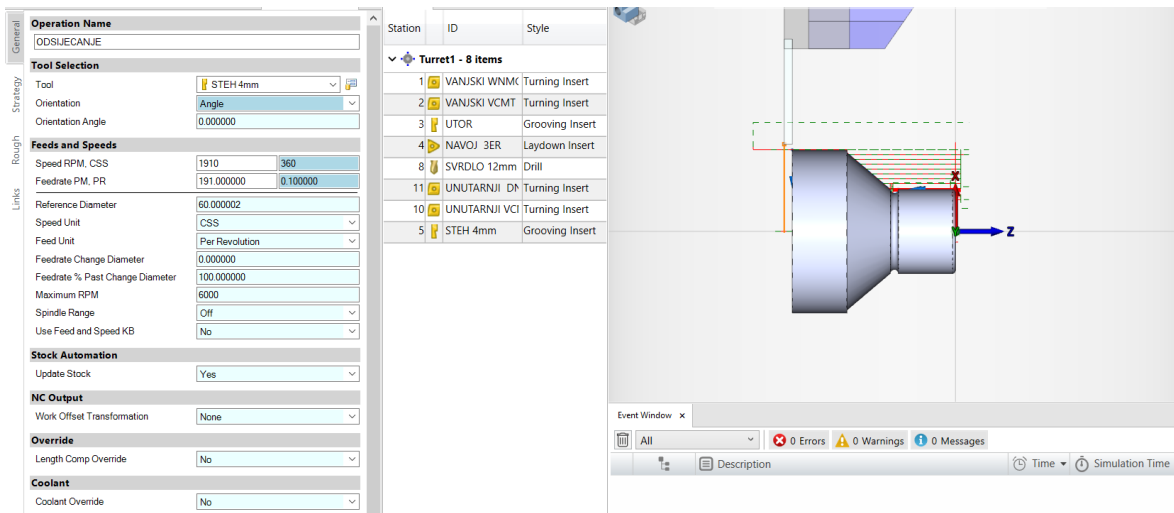 General
Strategy
Rough
Links
Operation Name
ODSIJECANJE
Tool Selection
Tool STEH 4mm
Orientation Angle
Orientation Angle 0.000000
Feeds and Speeds
Speed RPM, CSS 1910 360
Feedrate PM, PR 191.000000 0.100000
Reference Diameter 60.000002
Speed Unit CSS
Feed Unit Per Revolution
Feedrate Change Diameter 0.000000
Feedrate % Past Change Diameter 100.000000
Maximum RPM 6000
Spindle Range Off
Use Feed and Speed KB No
Stock Automation
Update Stock Yes
NC Output
Work Offset Transformation None
Override
Length Comp Override No
Coolant
Coolant Override No
Station ID Style
Turret1 - 8 items
1 VANJSKI WNMG Turning Insert
2 VANJSKI VCMT Turning Insert
3 UTOR Grooving Insert
4 NAVOJ 3ER Laydown Insert
8 SVRDLO 12mm Drill
11 UNUTARNJI DN Turning Insert
10 UNUTARNJI VCI Turning Insert
5 STEH 4mm Grooving Insert
X
Z
Event Window x
All 0 Errors 0 Warnings 0 Messages
Description Time Simulation Time